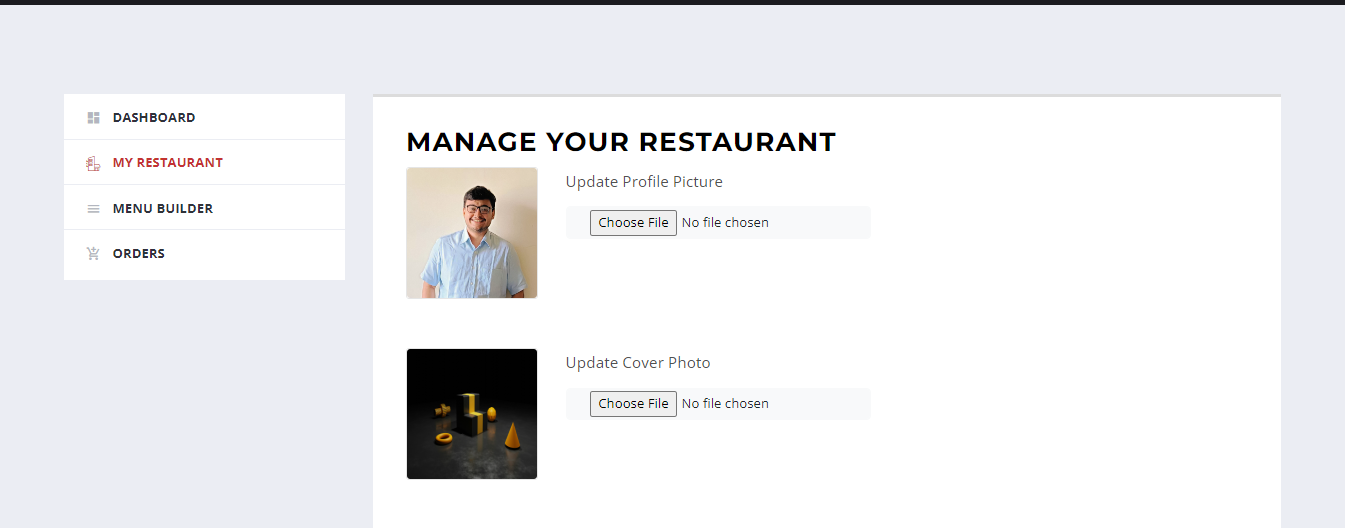 DASHBOARD
MY RESTAURANT
MENU BUILDER
ORDERS
MANAGE YOUR RESTAURANT
Update Profile Picture
Choose File No file chosen
Update Cover Photo
Choose File No file chosen